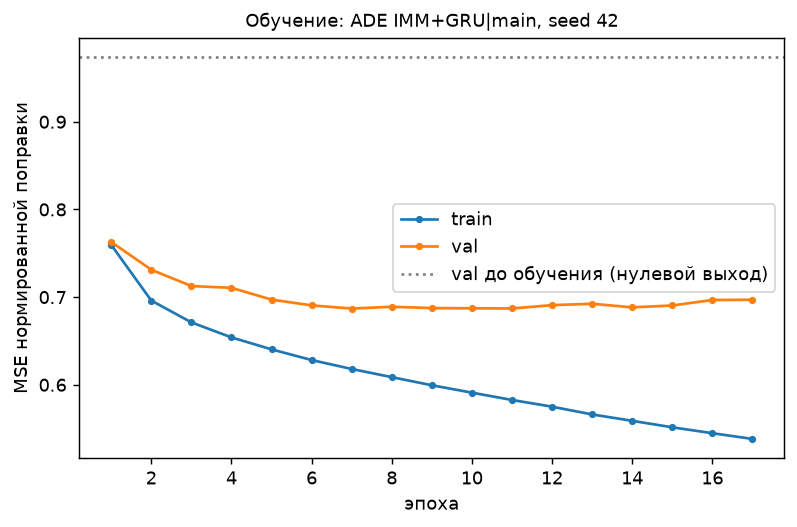 Обучение: ADE IMM+GRU|main, seed 42
MSE нормированной поправки
0.9
0.8
0.7
0.6
train
val
val до обучения (нулевой выход)
2 4 6 8 10 12 14 16
эпоха